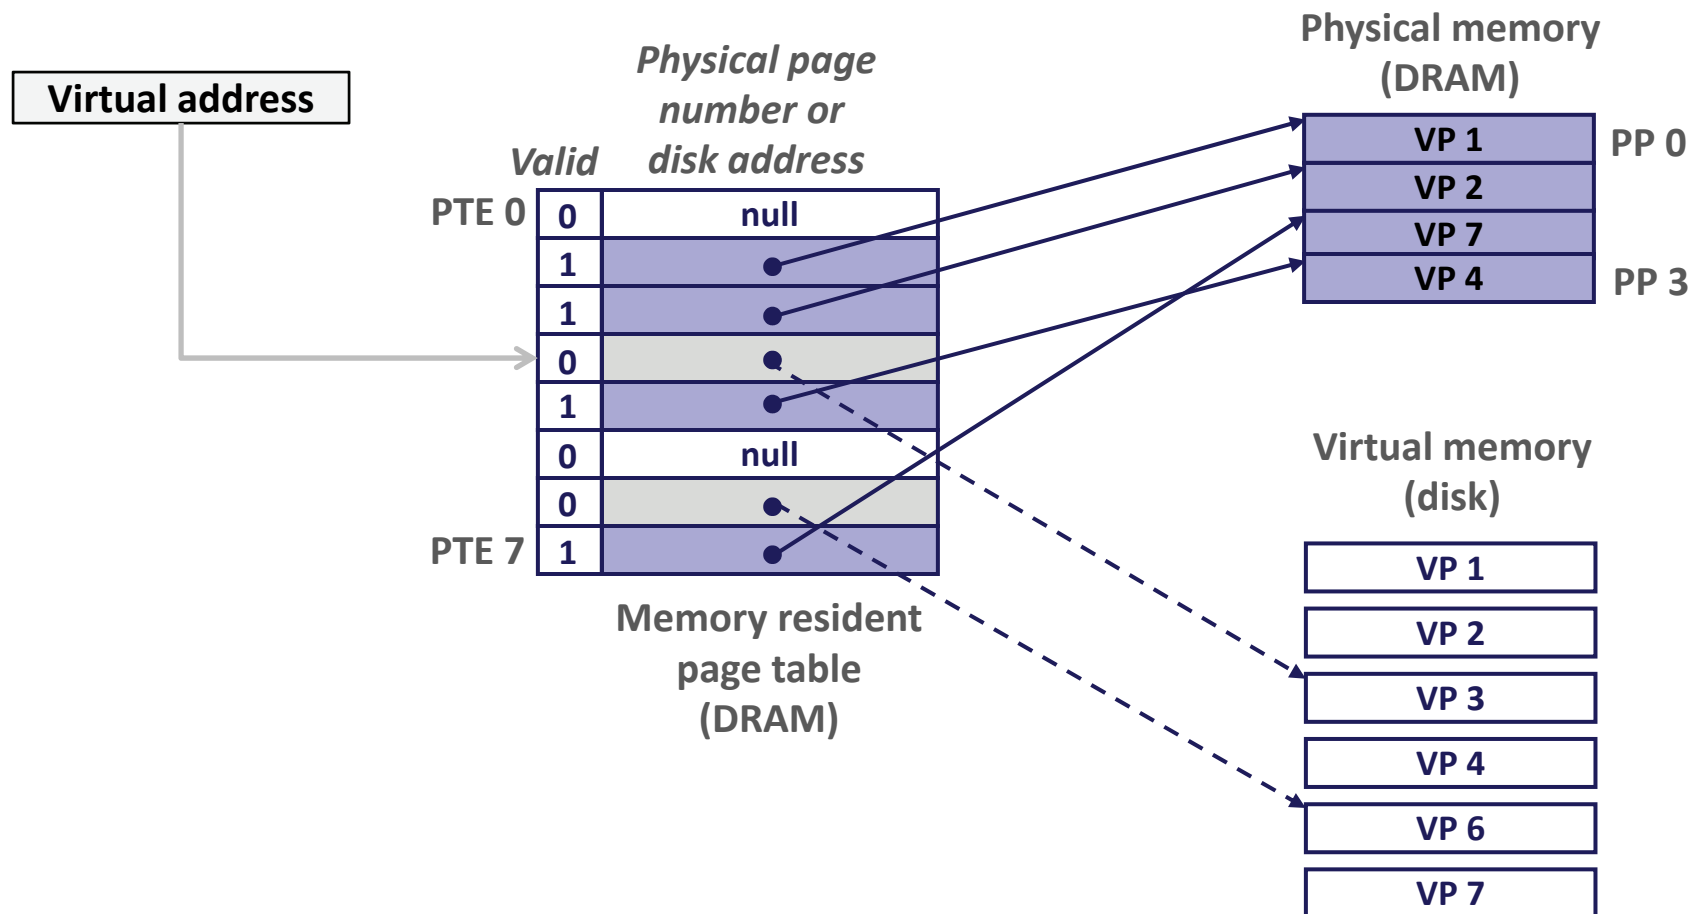 Virtual address
Physical page
number or
disk address
Valid
PTE 0
0
null
1
1
0
1
0
null
0
PTE 7
1
Memory resident
page table
(DRAM)
Physical memory
(DRAM)
VP 1
PP 0
VP 2
VP 7
VP 4
PP 3
Virtual memory
(disk)
VP 1
VP 2
VP 3
VP 4
VP 6
VP 7